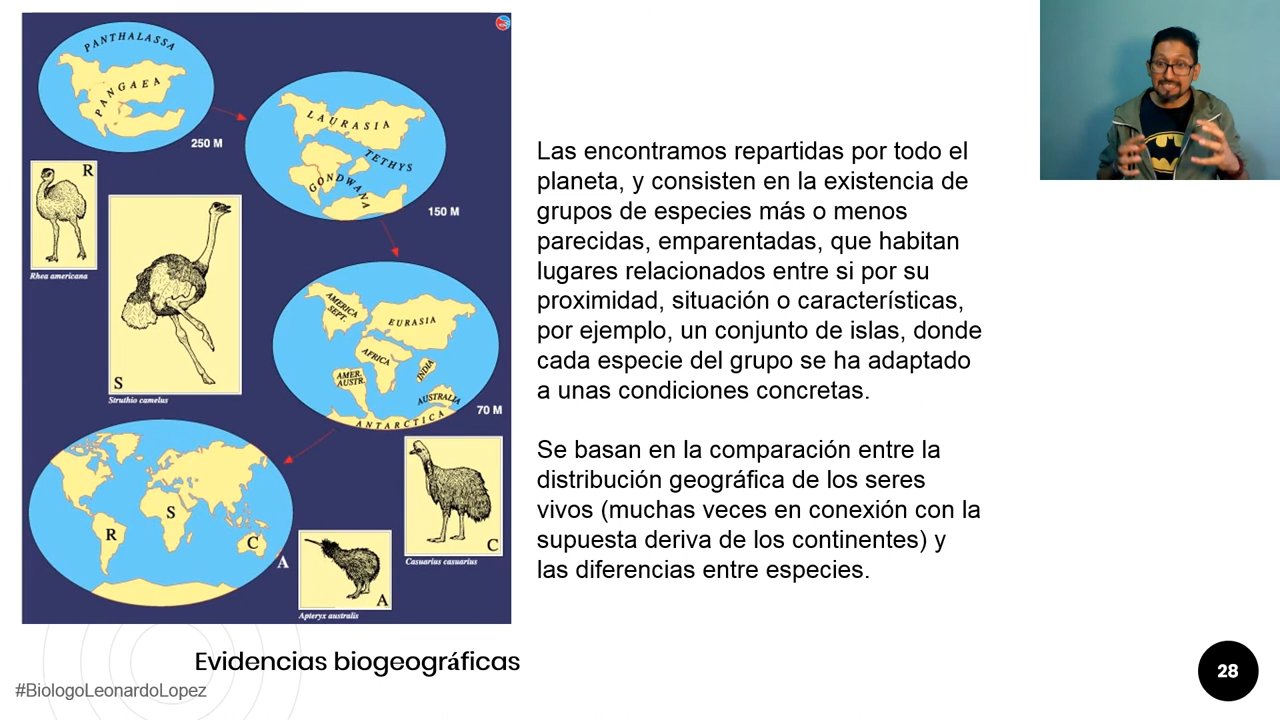 PANTHALASSA
PANGAEA
250 M
LAURASIA
TETHYS
GONDWANA
150 M
R
Rhea americana
S
Struthio camelus
AMERICA
SEPT.
EURASIA
AFRICA
INDIA
AMER.
AUSTR.
AUSTRALIA
ANTARCTICA
70 M
R
S
C
A
C
Casuarius casuarius
A
Apteryx australis
Las encontramos repartidas por todo el
planeta, y consisten en la existencia de
grupos de especies más o menos
parecidas, emparentadas, que habitan
lugares relacionados entre si por su
proximidad, situación o características,
por ejemplo, un conjunto de islas, donde
cada especie del grupo se ha adaptado
a unas condiciones concretas.
Se basan en la comparación entre la
distribución geográfica de los seres
vivos (muchas veces en conexión con la
supuesta deriva de los continentes) y
las diferencias entre especies.
Evidencias biogeográficas
#BiologoLeonardoLopez
28